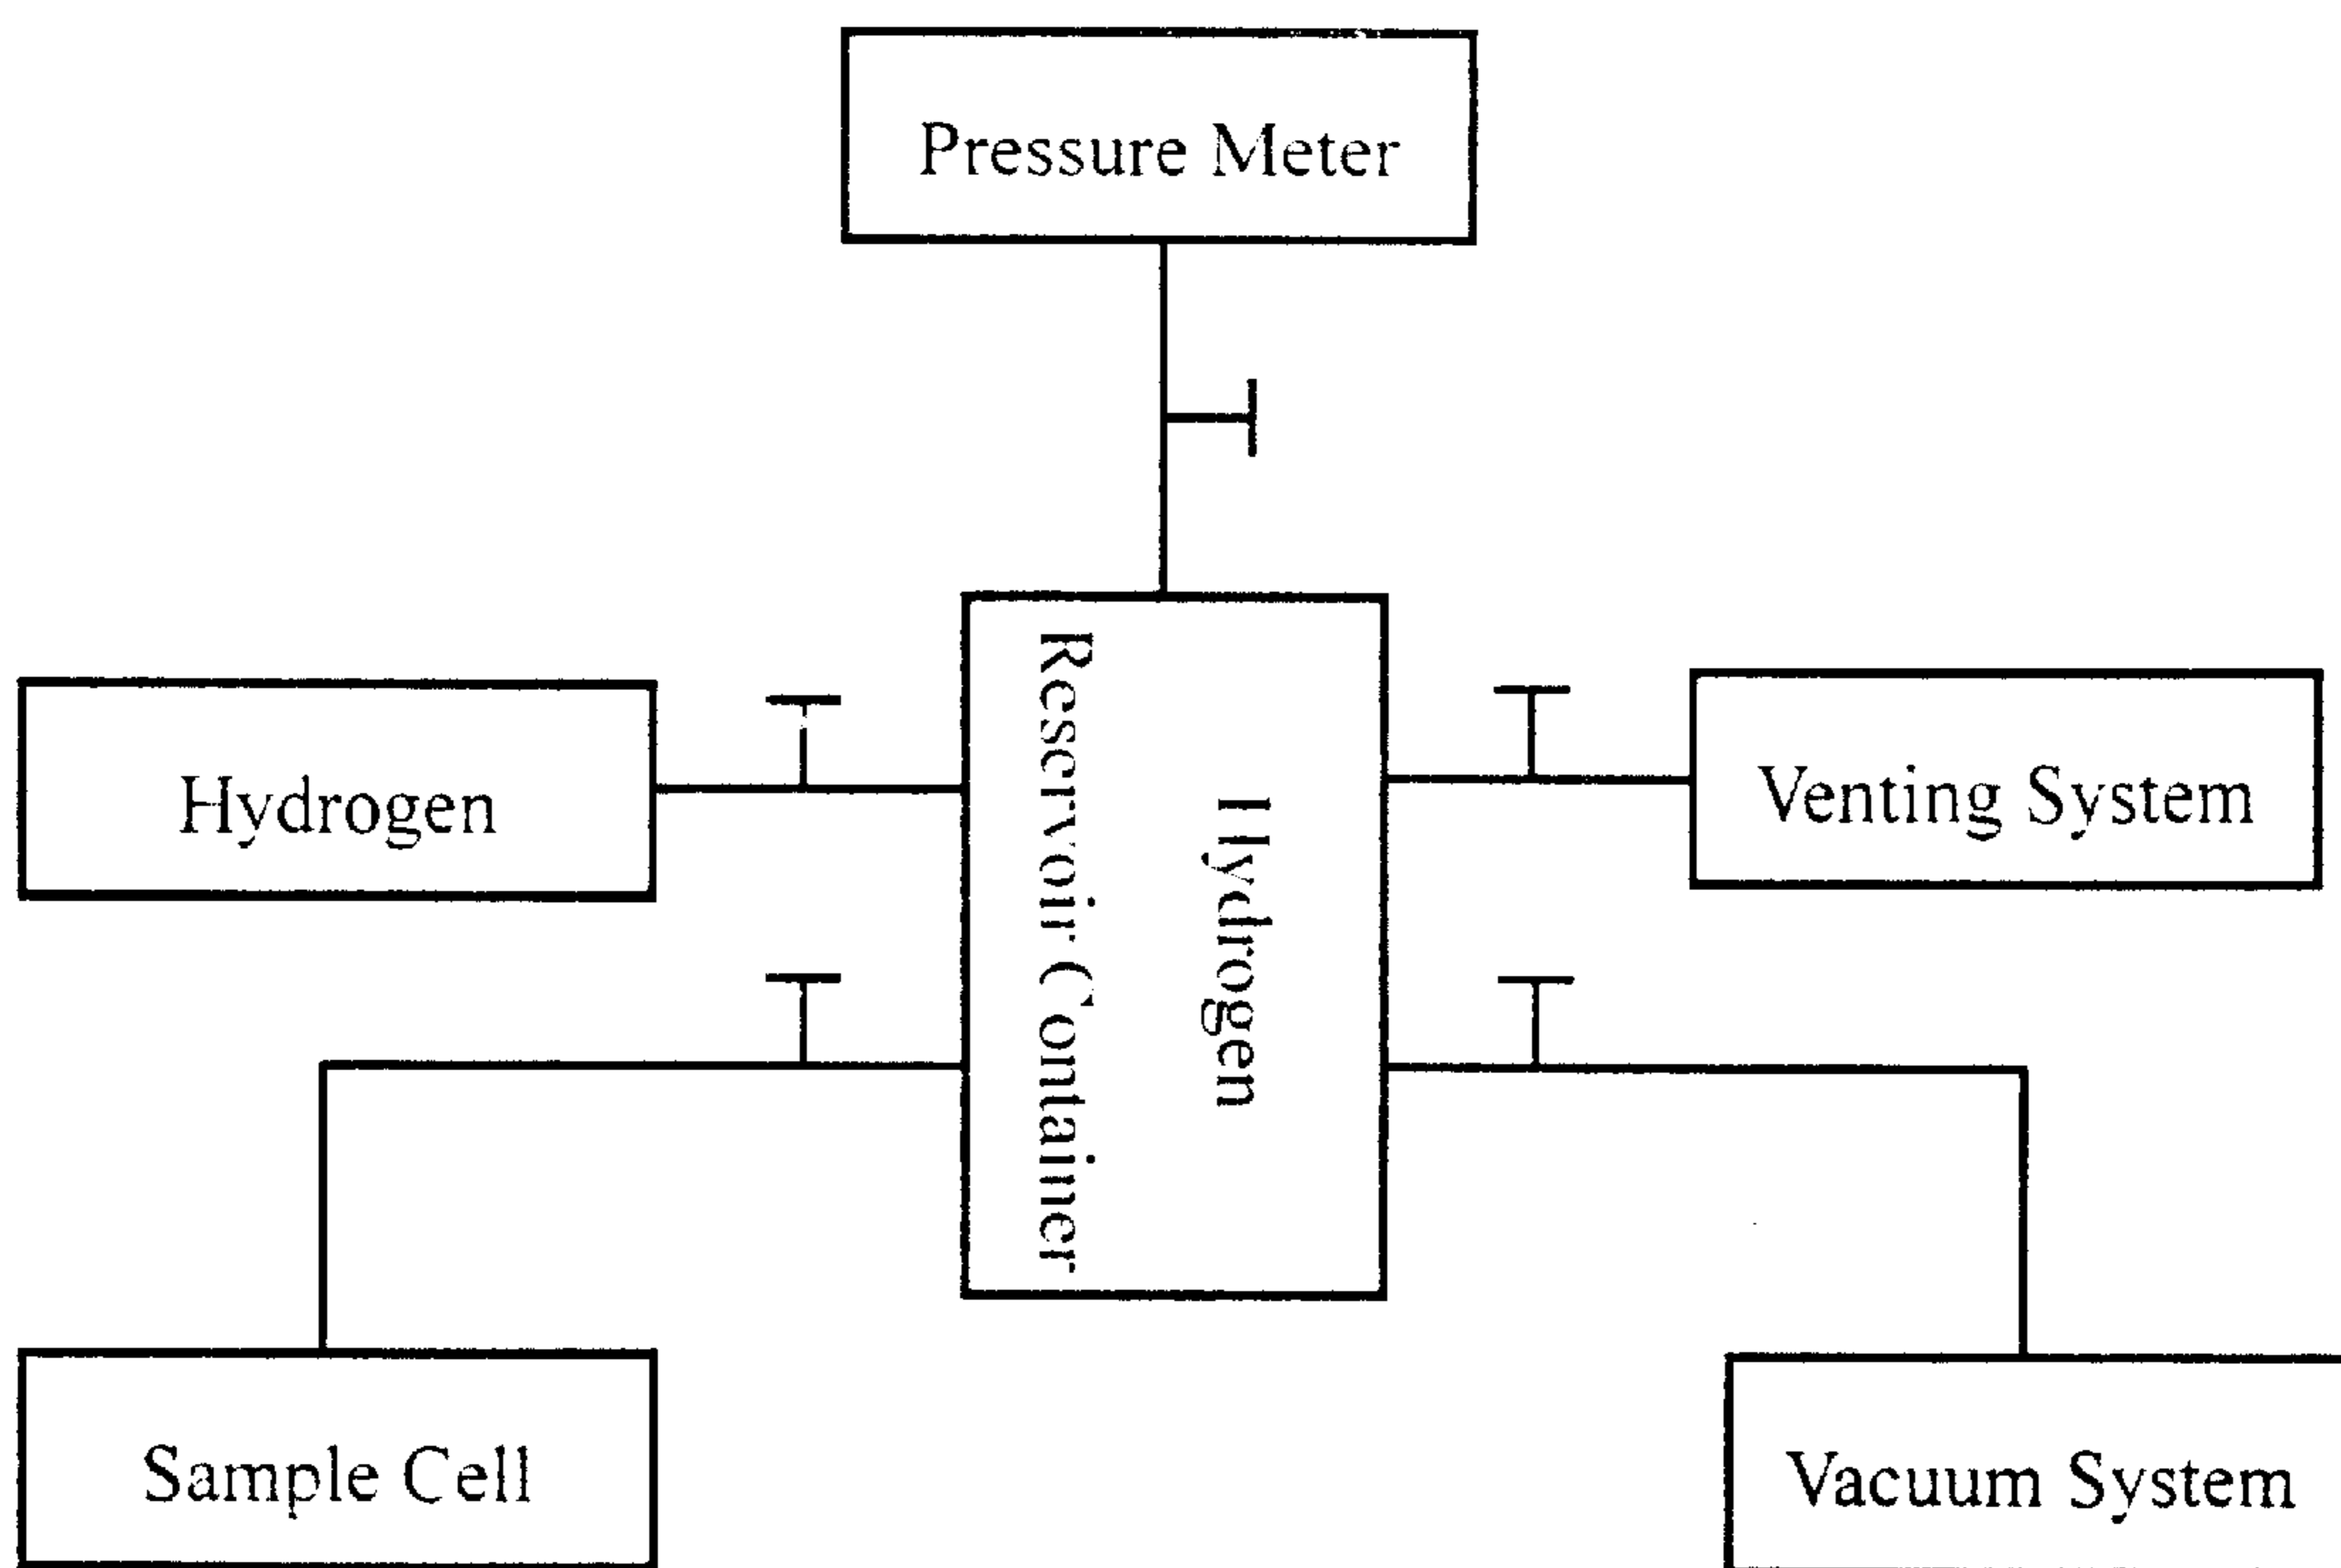 Pressure Meter
Hydrogen
Hydrogen
Reservoir Container
Venting System
Sample Cell
Vacuum System